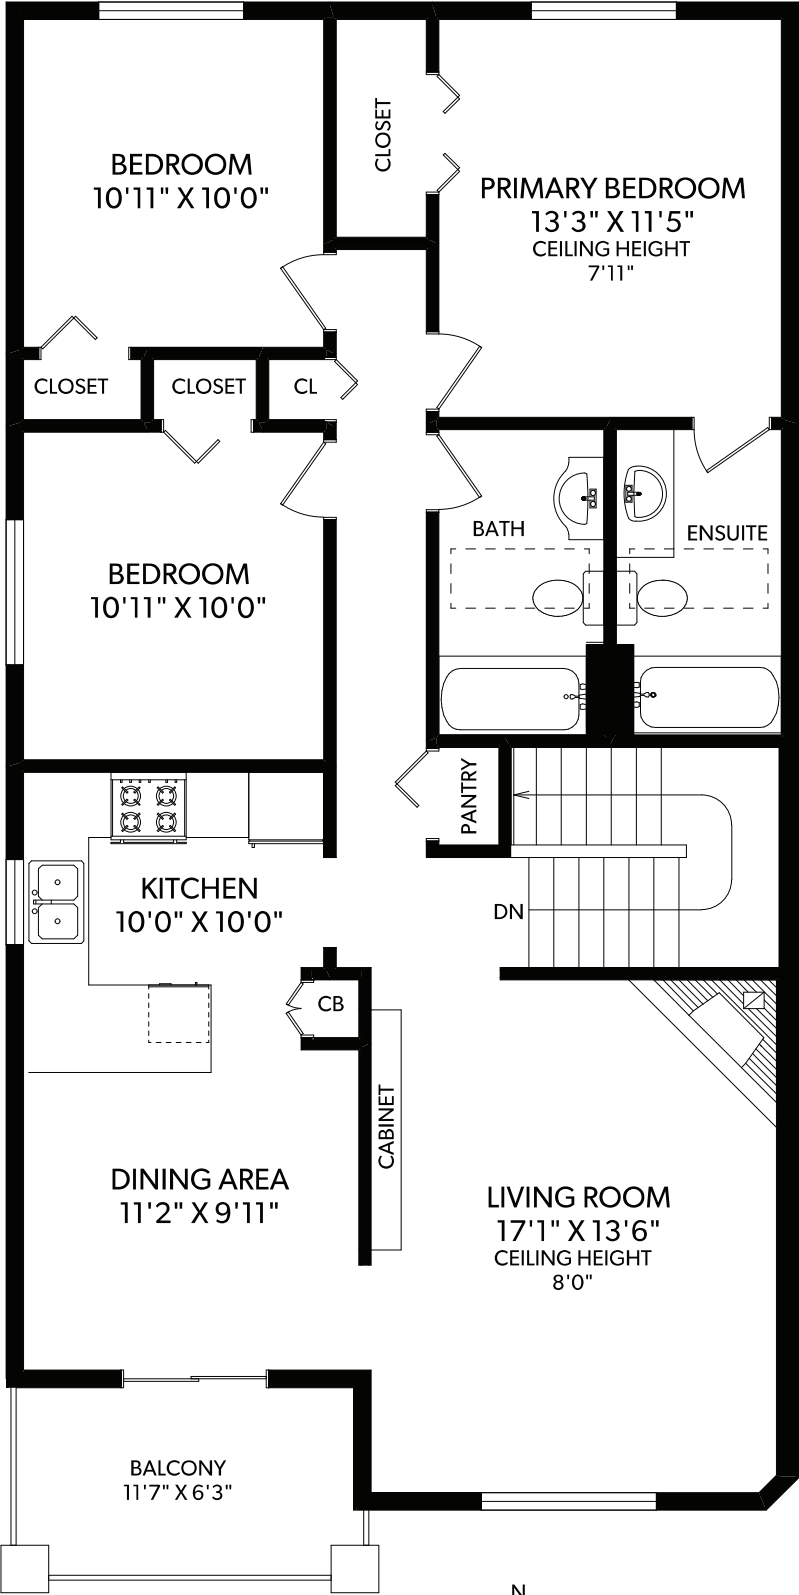 CLOSET
BEDROOM
10'11" X 10'0"
PRIMARY BEDROOM
13'3" X 11'5"
CEILING HEIGHT
7'11"
CLOSET
CLOSET
CL
BATH
ENSUITE
BEDROOM
10'11" X 10'0"
PANTRY
KITCHEN
10'0" X 10'0"
DN
CB
CABINET
DINING AREA
11'2" X 9'11"
LIVING ROOM
17'1" X 13'6"
CEILING HEIGHT
8'0"
BALCONY
11'7" X 6'3"
N